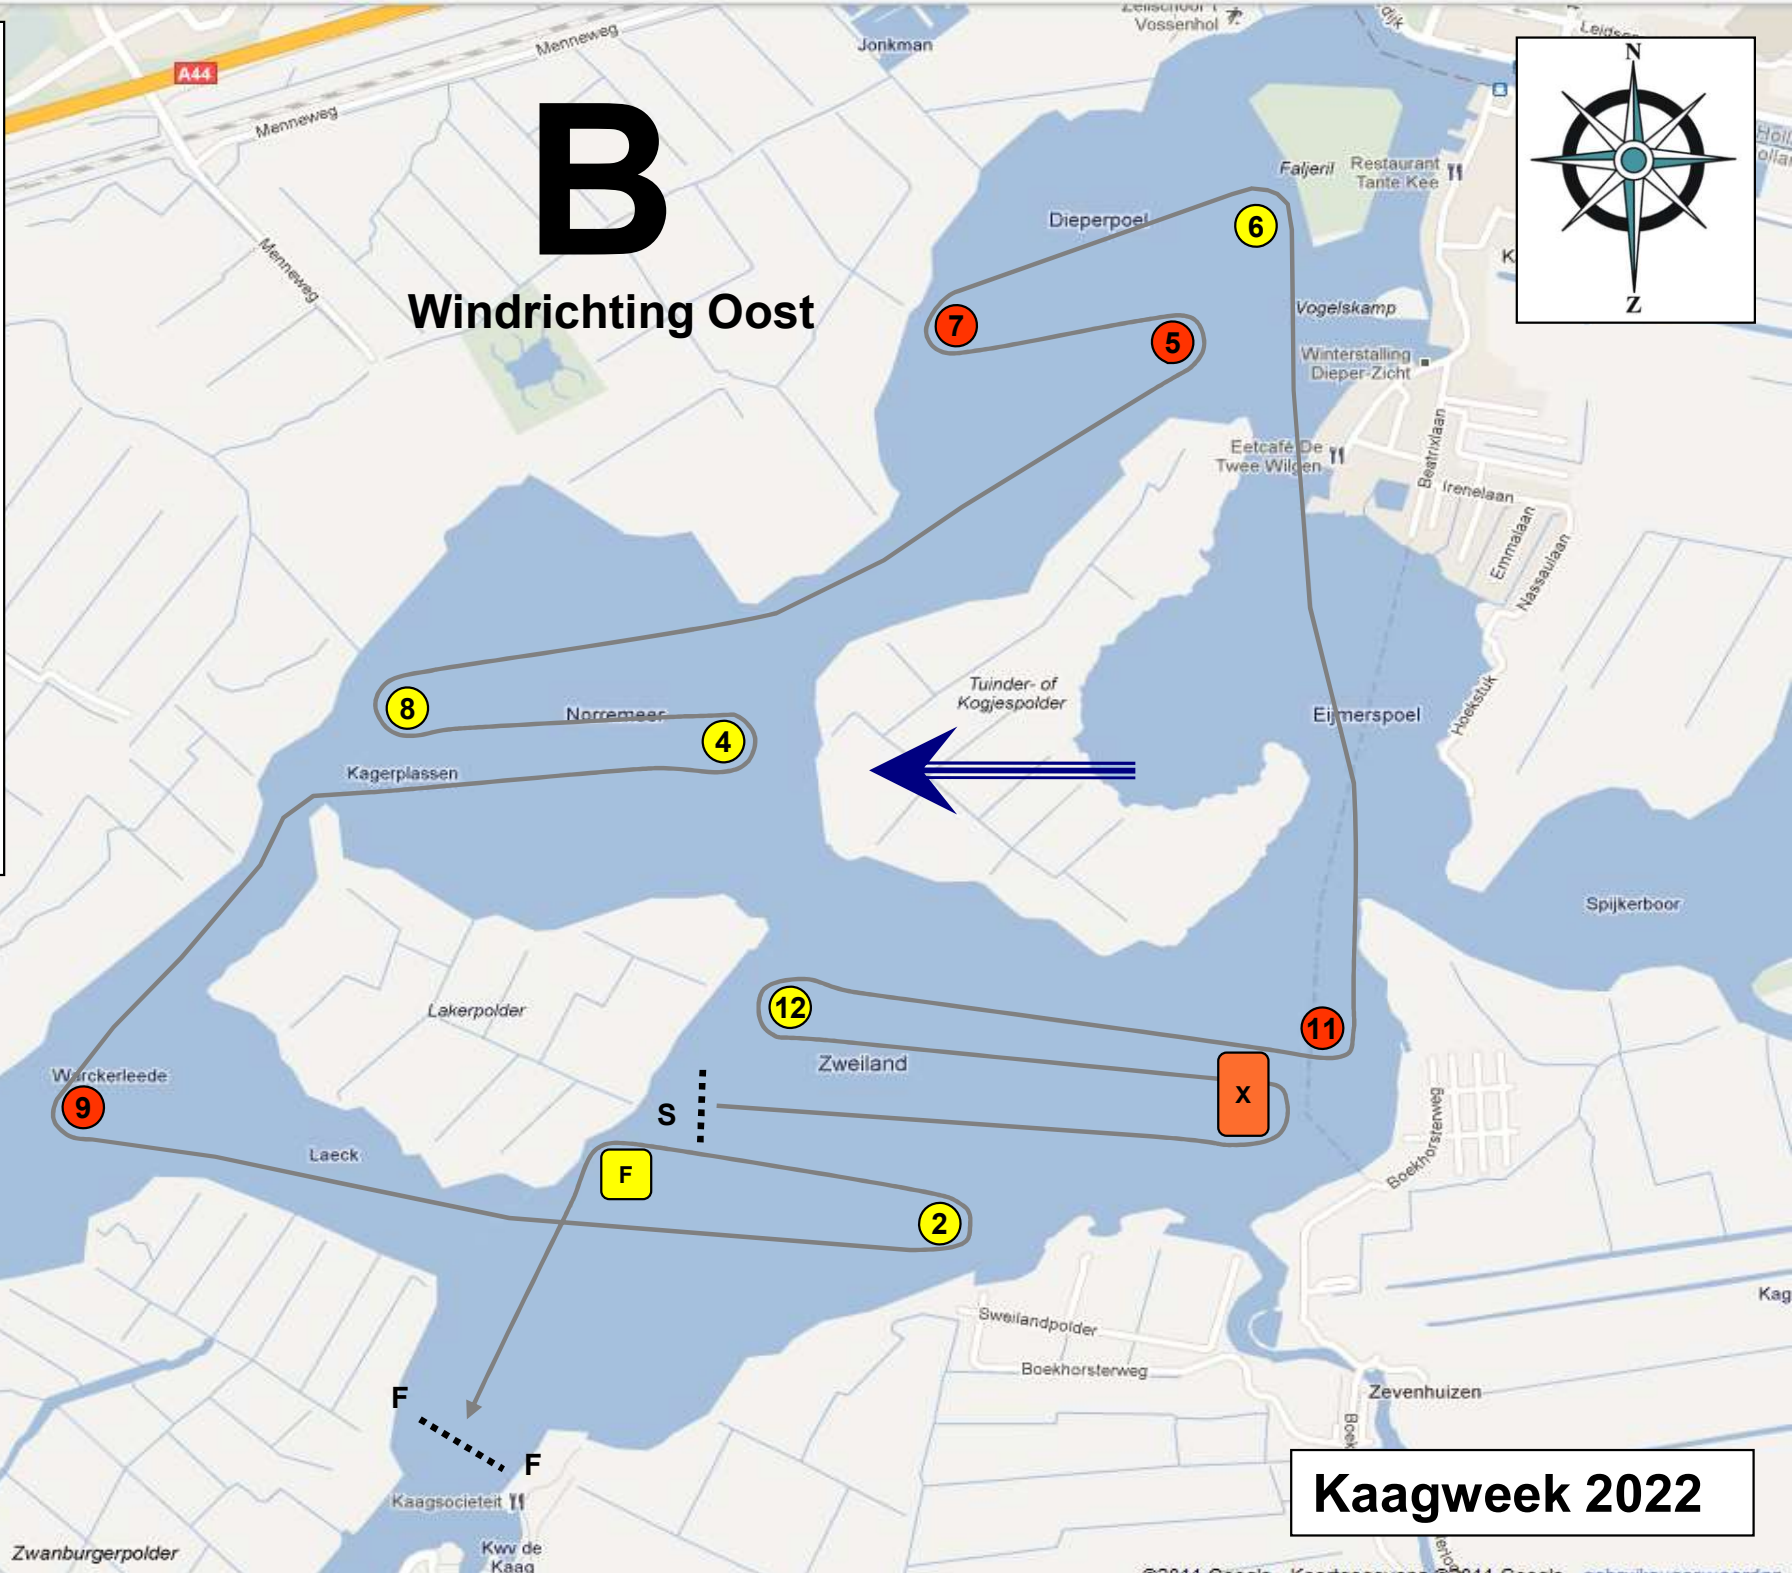 Vossenhol
Jonkman
Menneweg
A44
Menneweg
Menneweg
B
Windrichting Oost
N
Z
Faljeril
Restaurant
Tante Kee
Dieperpoel
6
7
5
Vogelskamp
Winterstalling
Dieper-Zicht
Eetcafé De
Twee Wilgen
Beatrixlaan
Irenelaan
Emmalaan
Nassaulaan
Hoekstuk
Tuinder- of
Kogjespolder
Eijmerspoel
8
Norremeer
4
Kagerplassen
Spijkerboor
Lakerpolder
12
11
Zweiland
X
Warckerleede
9
S
Laeck
F
2
Boekhorsterweg
Sweilandpolder
Boekhorsterweg
Zevenhuizen
F
F
Kaagsocieteit
Kwv de
Kaag
Zwanburgerpolder
Kaagweek 2022